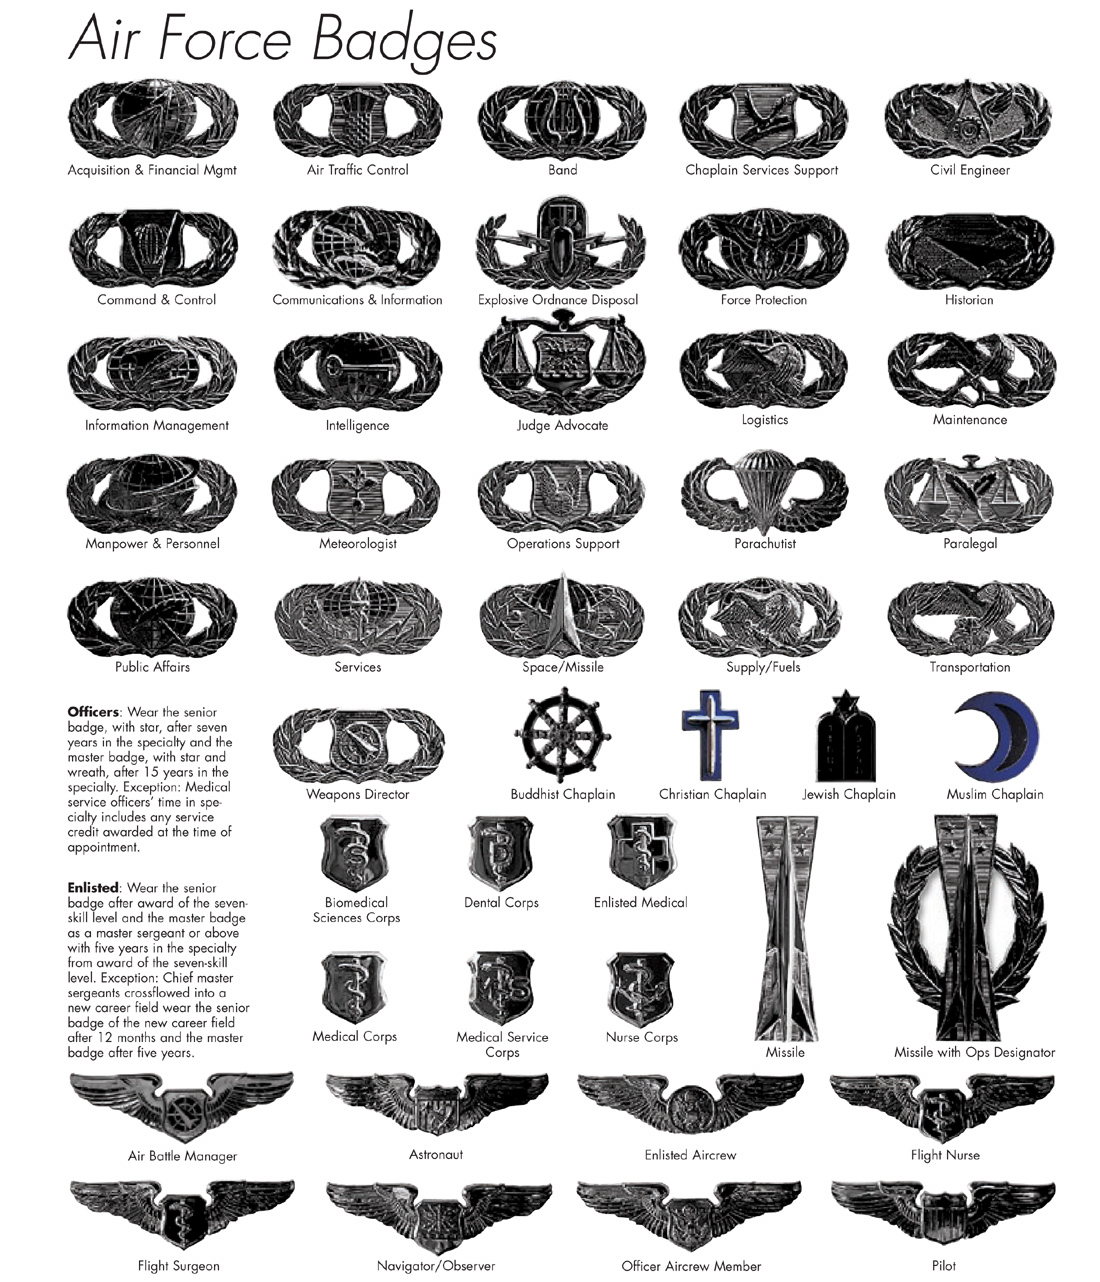 Air Force Badges
Acquisition & Financial Mgmt
Air Traffic Control
Band
Chaplain Services Support
Civil Engineer
Command & Control
Communications & Information
Explosive Ordnance Disposal
Force Protection
Historian
Information Management
Intelligence
Judge Advocate
Logistics
Maintenance
Manpower & Personnel
Meteorologist
Operations Support
Parachutist
Paralegal
Public Affairs
Services
Space/Missile
Supply/Fuels
Transportation
Officers: Wear the senior
badge, with star, after seven
years in the specialty and the
master badge, with star and
wreath, after 15 years in the
specialty. Exception: Medical
service officers' time in spe-
cialty includes any service
credit awarded at the time of
appointment.
Weapons Director
Buddhist Chaplain
Christian Chaplain
Jewish Chaplain
Muslim Chaplain
Enlisted: Wear the senior
badge after award of the seven-
skill level and the master badge
as a master sergeant or above
with five years in the specialty
from award of the seven-skill
level. Exception: Chief master
sergeants crossflowed into a
new career field wear the senior
badge of the new career field
after 12 months and the master
badge after five years.
Biomedical
Sciences Corps
Dental Corps
Enlisted Medical
Medical Corps
Medical Service
Corps
Nurse Corps
Missile
Missile with Ops Designator
Air Battle Manager
Astronaut
Enlisted Aircrew
Flight Nurse
Flight Surgeon
Navigator/Observer
Officer Aircrew Member
Pilot